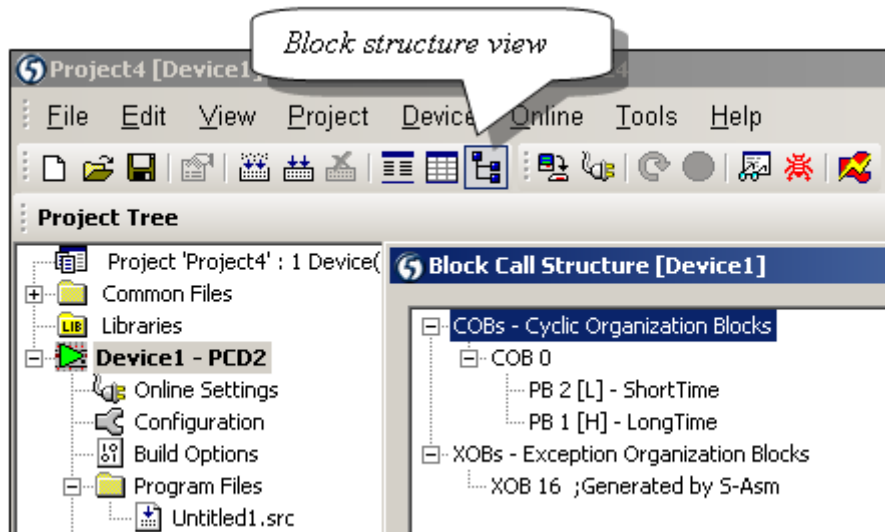 Block structure view
Project4 [Device1]
File Edit View Project Device Online Tools Help
Project Tree
Project 'Project4' : 1 Device(
Common Files
LIB Libraries
Device1 - PCD2
Online Settings
Configuration
Build Options
Program Files
Untitled1.src
Block Call Structure [Device1]
COBs - Cyclic Organization Blocks
COB 0
PB 2 [L] - ShortTime
PB 1 [H] - LongTime
XOBs - Exception Organization Blocks
XOB 16 ;Generated by S-Asm